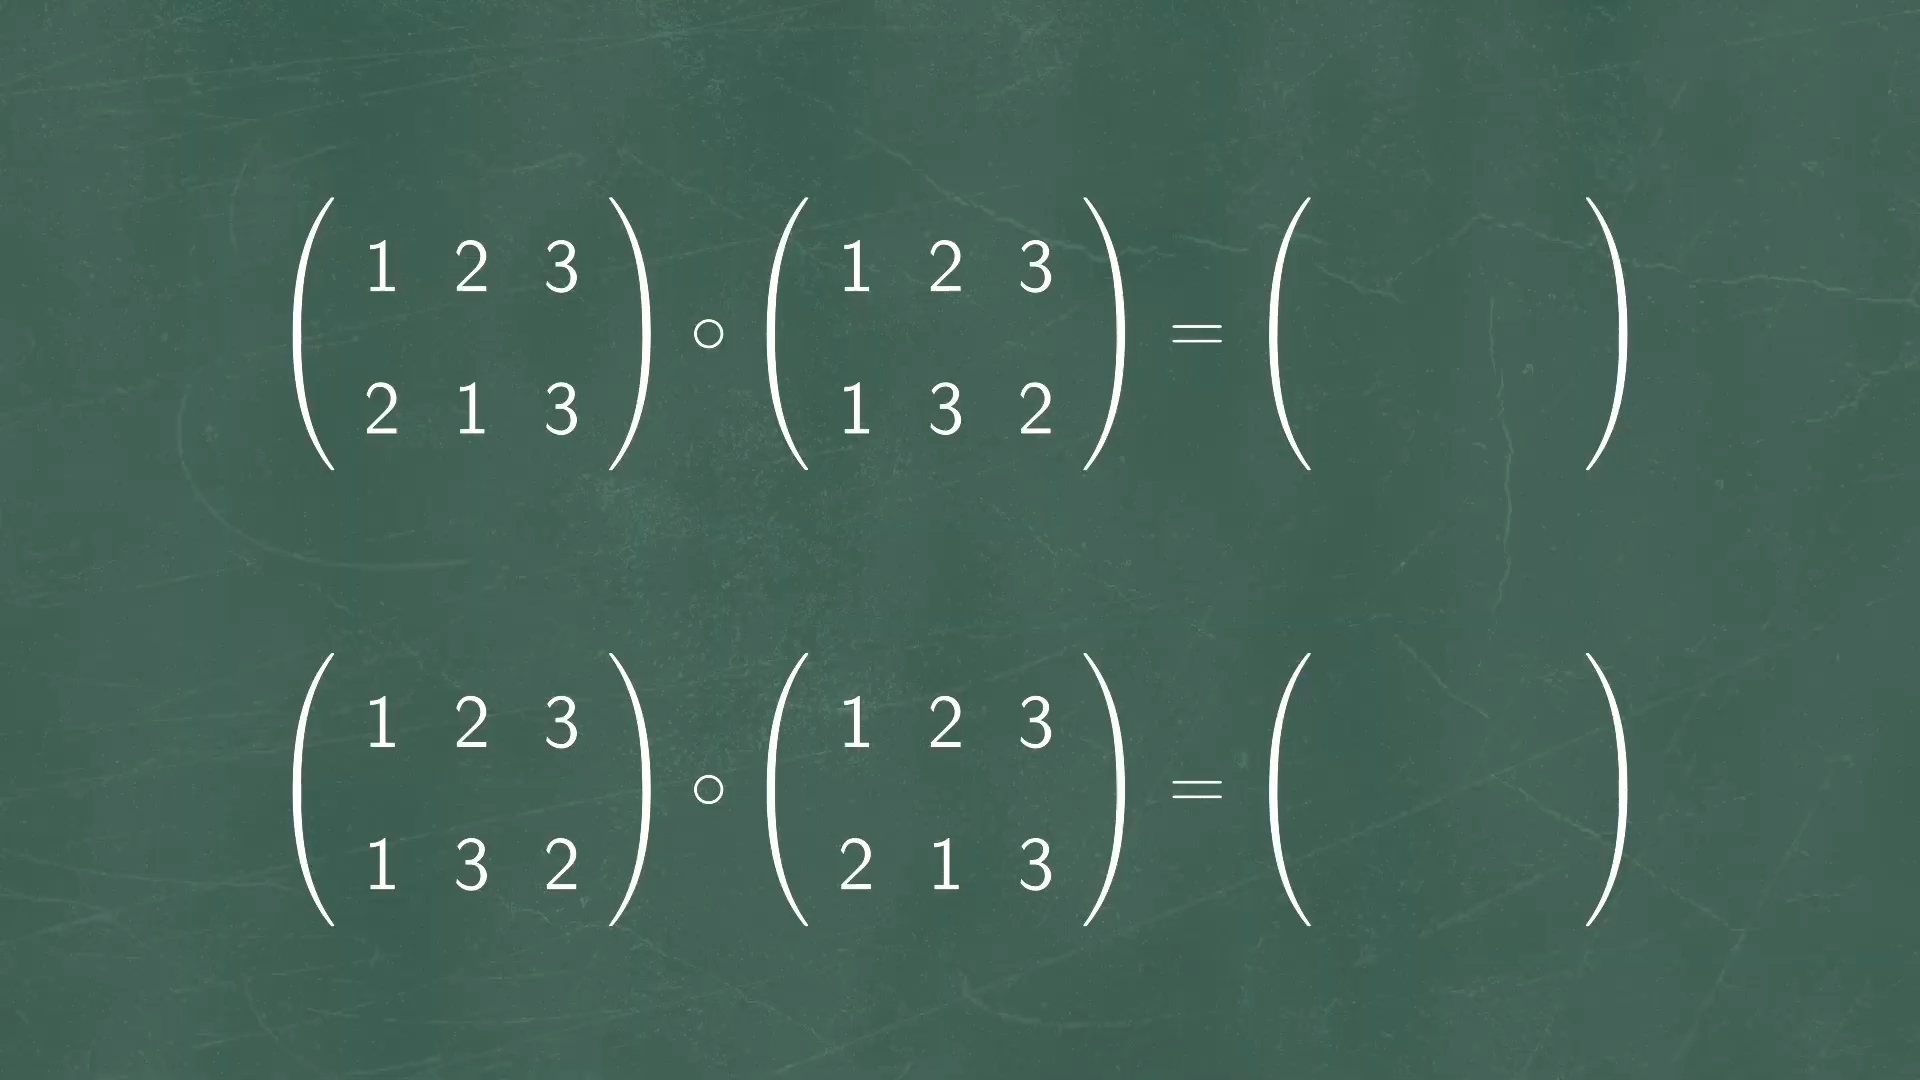 ( 1 2 3 ) ∘ ( 1 2 3 ) = ( )
( 2 1 3 ) ( 1 3 2 )
( 1 2 3 ) ∘ ( 1 2 3 ) = ( )
( 1 3 2 ) ( 2 1 3 )